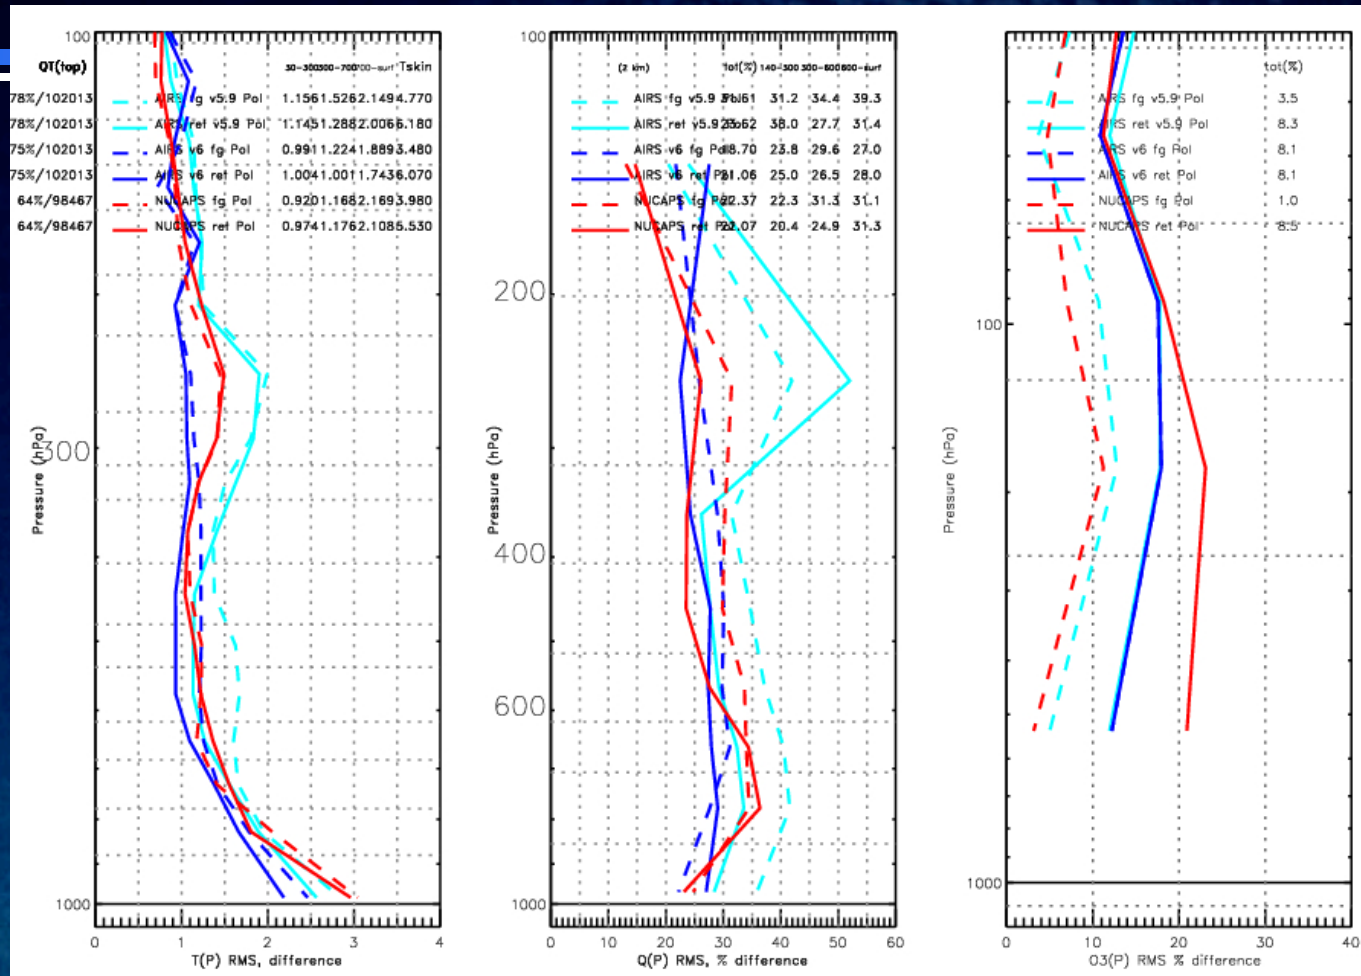 100
QT(top) 30-300 300-700 700-surf Tskin
78%/102013 AIRS fg v5.9 Pol 1.156 1.526 2.149 4.770
78%/102013 AIRS ret v5.9 Pol 1.145 1.288 2.006 6.180
75%/102013 AIRS v6 fg Pol 0.991 1.224 1.889 3.480
75%/102013 AIRS v6 ret Pol 1.004 1.001 1.743 6.070
64%/98467 NUCAPS fg Pol 0.920 1.168 2.169 3.980
64%/98467 NUCAPS ret Pol 0.974 1.176 2.108 5.530
300
Pressure (hPa)
1000
0 1 2 3 4
T(P) RMS, difference
100
(2 km) tot(%) 140-300 300-600 600-surf
AIRS fg v5.9 Pol 31.2 34.4 39.3
AIRS ret v5.9 38.0 27.7 31.4
AIRS v6 fg Pol 18.70 23.8 29.6 27.0
AIRS v6 ret Pol 21.06 25.0 26.5 28.0
NUCAPS fg Pol 22.37 22.3 31.3 31.1
NUCAPS ret Pol 22.07 20.4 24.9 31.3
200
Pressure (hPa)
400
600
1000
0 10 20 30 40 50 60
Q(P) RMS, % difference
tot(%)
AIRS fg v5.9 Pol 3.5
AIRS ret v5.9 Pol 8.3
AIRS v6 fg Pol 8.1
AIRS v6 ret Pol 8.1
NUCAPS fg Pol 1.0
NUCAPS ret Pol 8.5
100
Pressure (hPa)
1000
0 10 20 30 40
O3(P) RMS % difference